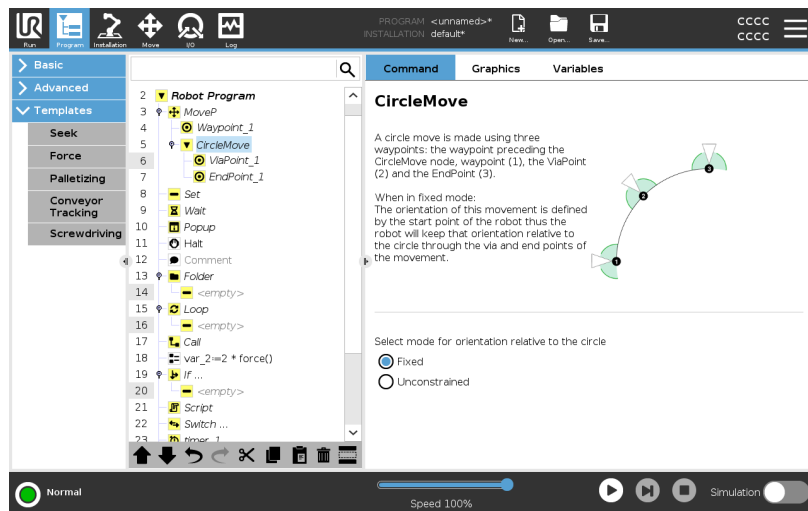 UR
PROGRAM <unnamed>*
INSTALLATION default*
CCCC
CCCC
Run
Program
Installation
Move
I/O
Log
New...
Open...
Save...
Basic
Advanced
Templates
Seek
Force
Palletizing
Conveyor
Tracking
Screwdriving
2 Robot Program
3 MoveP
4 Waypoint_1
5 CircleMove
6 ViaPoint_1
7 EndPoint_1
8 Set
9 Wait
10 Popup
11 Halt
12 Comment
13 Folder
14 <empty>
15 Loop
16 <empty>
17 Call
18 var_2:=2 * force()
19 If ...
20 <empty>
21 Script
22 Switch ...
23 timer_1
Command
Graphics
Variables
CircleMove
A circle move is made using three
waypoints: the waypoint preceding the
CircleMove node, waypoint (1), the ViaPoint
(2) and the EndPoint (3).
When in fixed mode:
The orientation of this movement is defined
by the start point of the robot thus the
robot will keep that orientation relative to
the circle through the via and end points of
the movement.
1
2
3
Select mode for orientation relative to the circle
Fixed
Unconstrained
Normal
Speed 100%
Simulation